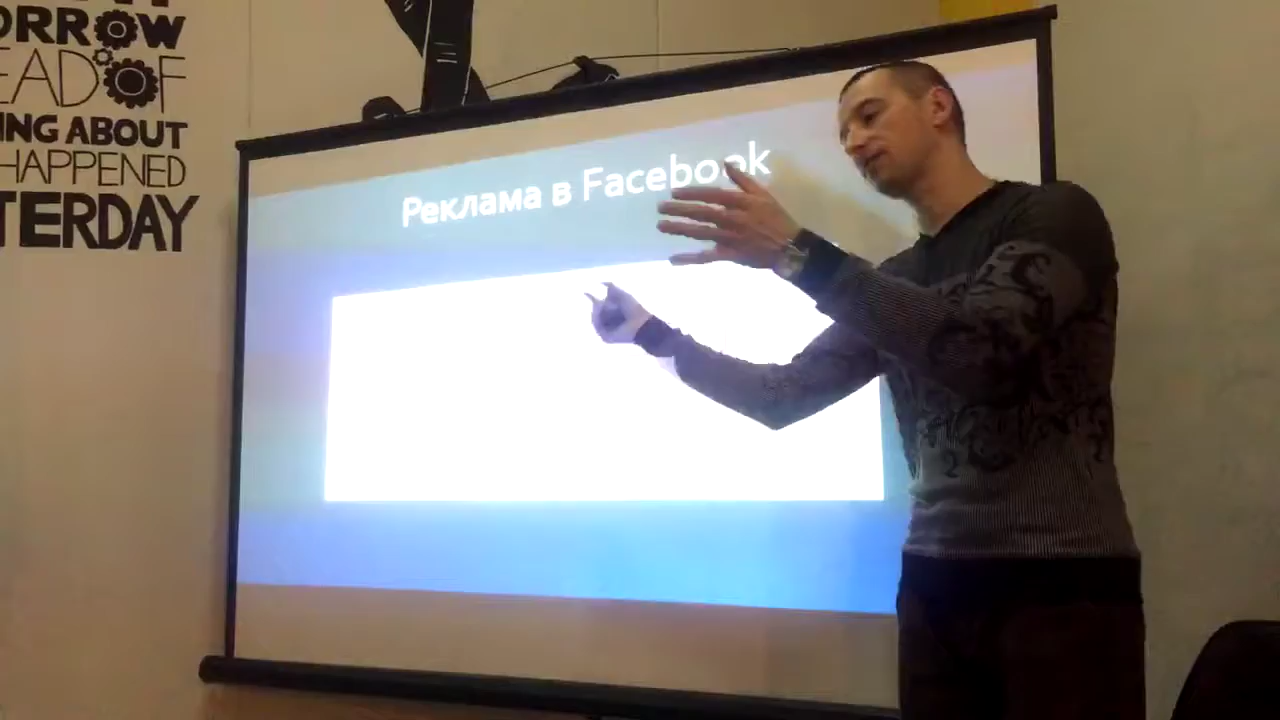 ORROW
EAD OF
ING ABOUT
HAPPENED
TERDAY
Реклама в Facebook